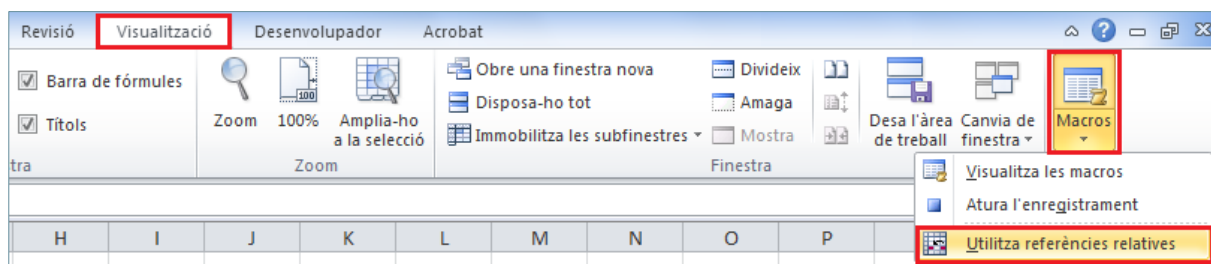 Revisió Visualització Desenvolupador Acrobat
Barra de fórmules
Títols
tra
Zoom
100
100%
Amplia-ho
a la selecció
Zoom
Obre una finestra nova
Disposa-ho tot
Immobilitza les subfinestres
Divideix
Amaga
Mostra
Desa l'àrea
de treball
Canvia de
finestra
Finestra
Macros
Visualitza les macros
Atura l'enregistrament
Utilitza referències relatives
H I J K L M N O P